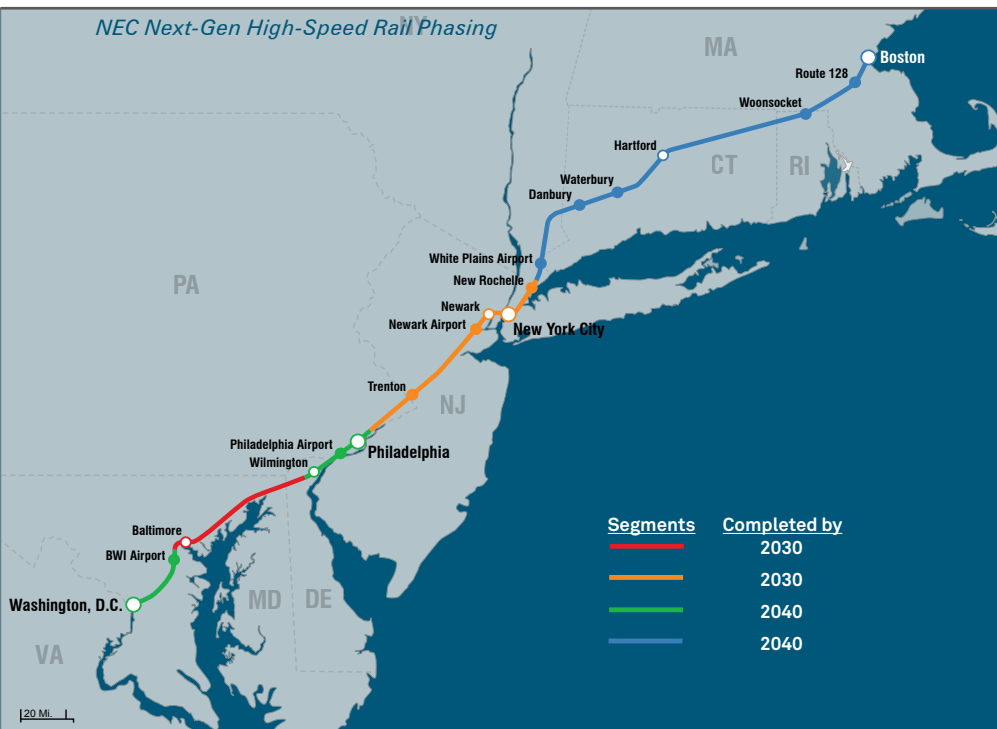 NEC Next-Gen High-Speed Rail Phasing
NY
MA
Boston
Route 128
Woonsocket
Hartford
CT
RI
Waterbury
Danbury
White Plains Airport
New Rochelle
PA
Newark
Newark Airport
New York City
Trenton
NJ
Philadelphia Airport
Philadelphia
Wilmington
Baltimore
BWI Airport
Washington, D.C.
MD
DE
VA
Segments Completed by
2030
2030
2040
2040
20 Mi.